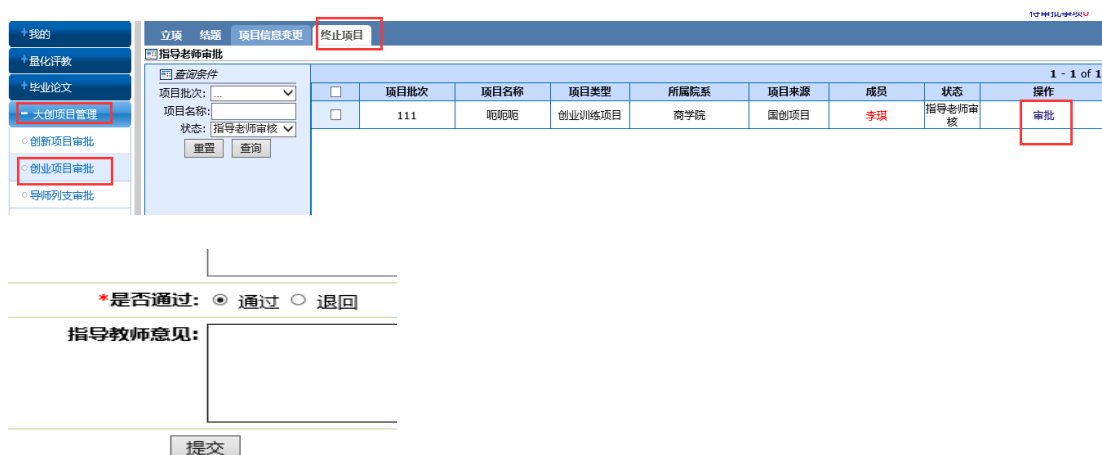 待审批事项0
我的
量化评教
毕业论文
大创项目管理
创新项目审批
创业项目审批
导师列支审批
立项 结题 项目信息变更 终止项目
指导老师审批
查询条件
项目批次: ...
项目名称:
状态: 指导老师审核
重置 查询
1 - 1 of 1
项目批次 项目名称 项目类型 所属院系 项目来源 成员 状态 操作
111 呃呃呃 创业训练项目 商学院 国创项目 李琪 指导老师审核 审批
*是否通过: 通过 退回
指导教师意见:
提交